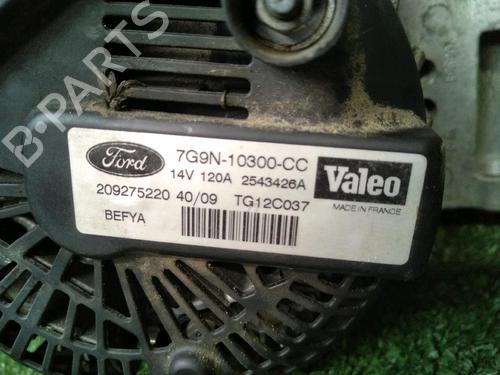 B-PARTS
Ford
7G9N-10300-CC
14V 120A 2543426A
Valeo
209275220 40/09 TG12C037
MADE IN FRANCE
BEFYA